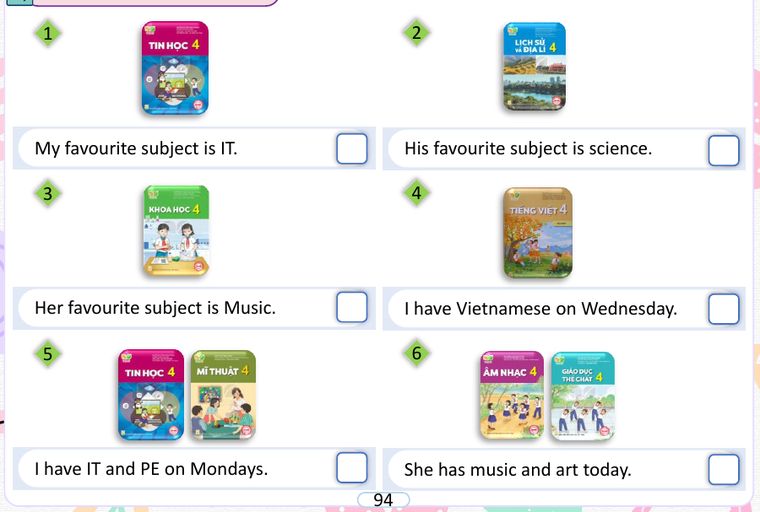 1
TIN HỌC 4
My favourite subject is IT.
2
LỊCH SỬ
VÀ ĐỊA LÍ 4
His favourite subject is science.
3
KHOA HỌC 4
Her favourite subject is Music.
4
TIẾNG VIỆT 4
I have Vietnamese on Wednesday.
5
TIN HỌC 4
MĨ THUẬT 4
I have IT and PE on Mondays.
6
ÂM NHẠC 4
GIÁO DỤC
THỂ CHẤT 4
She has music and art today.
94